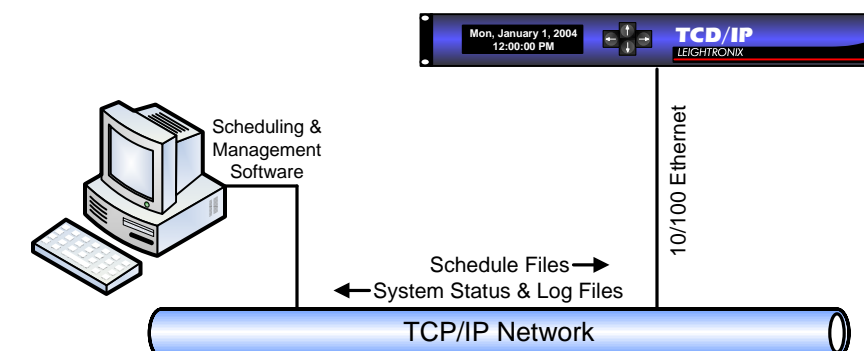 Mon, January 1, 2004
12:00:00 PM
TCD/IP
LEIGHTRONIX
Scheduling &
Management
Software
10/100 Ethernet
Schedule Files
System Status & Log Files
TCP/IP Network